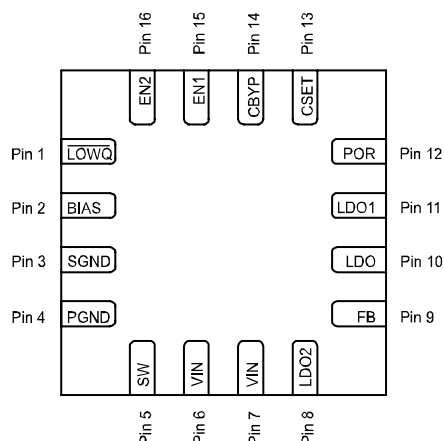 Pin 16
Pin 15
Pin 14
Pin 13
EN2
EN1
CBYP
CSET
Pin 1
LOWQ
POR
Pin 12
Pin 2
BIAS
LDO1
Pin 11
Pin 3
SGND
LDO
Pin 10
Pin 4
PGND
FB
Pin 9
SW
VIN
VIN
LDO2
Pin 5
Pin 6
Pin 7
Pin 8